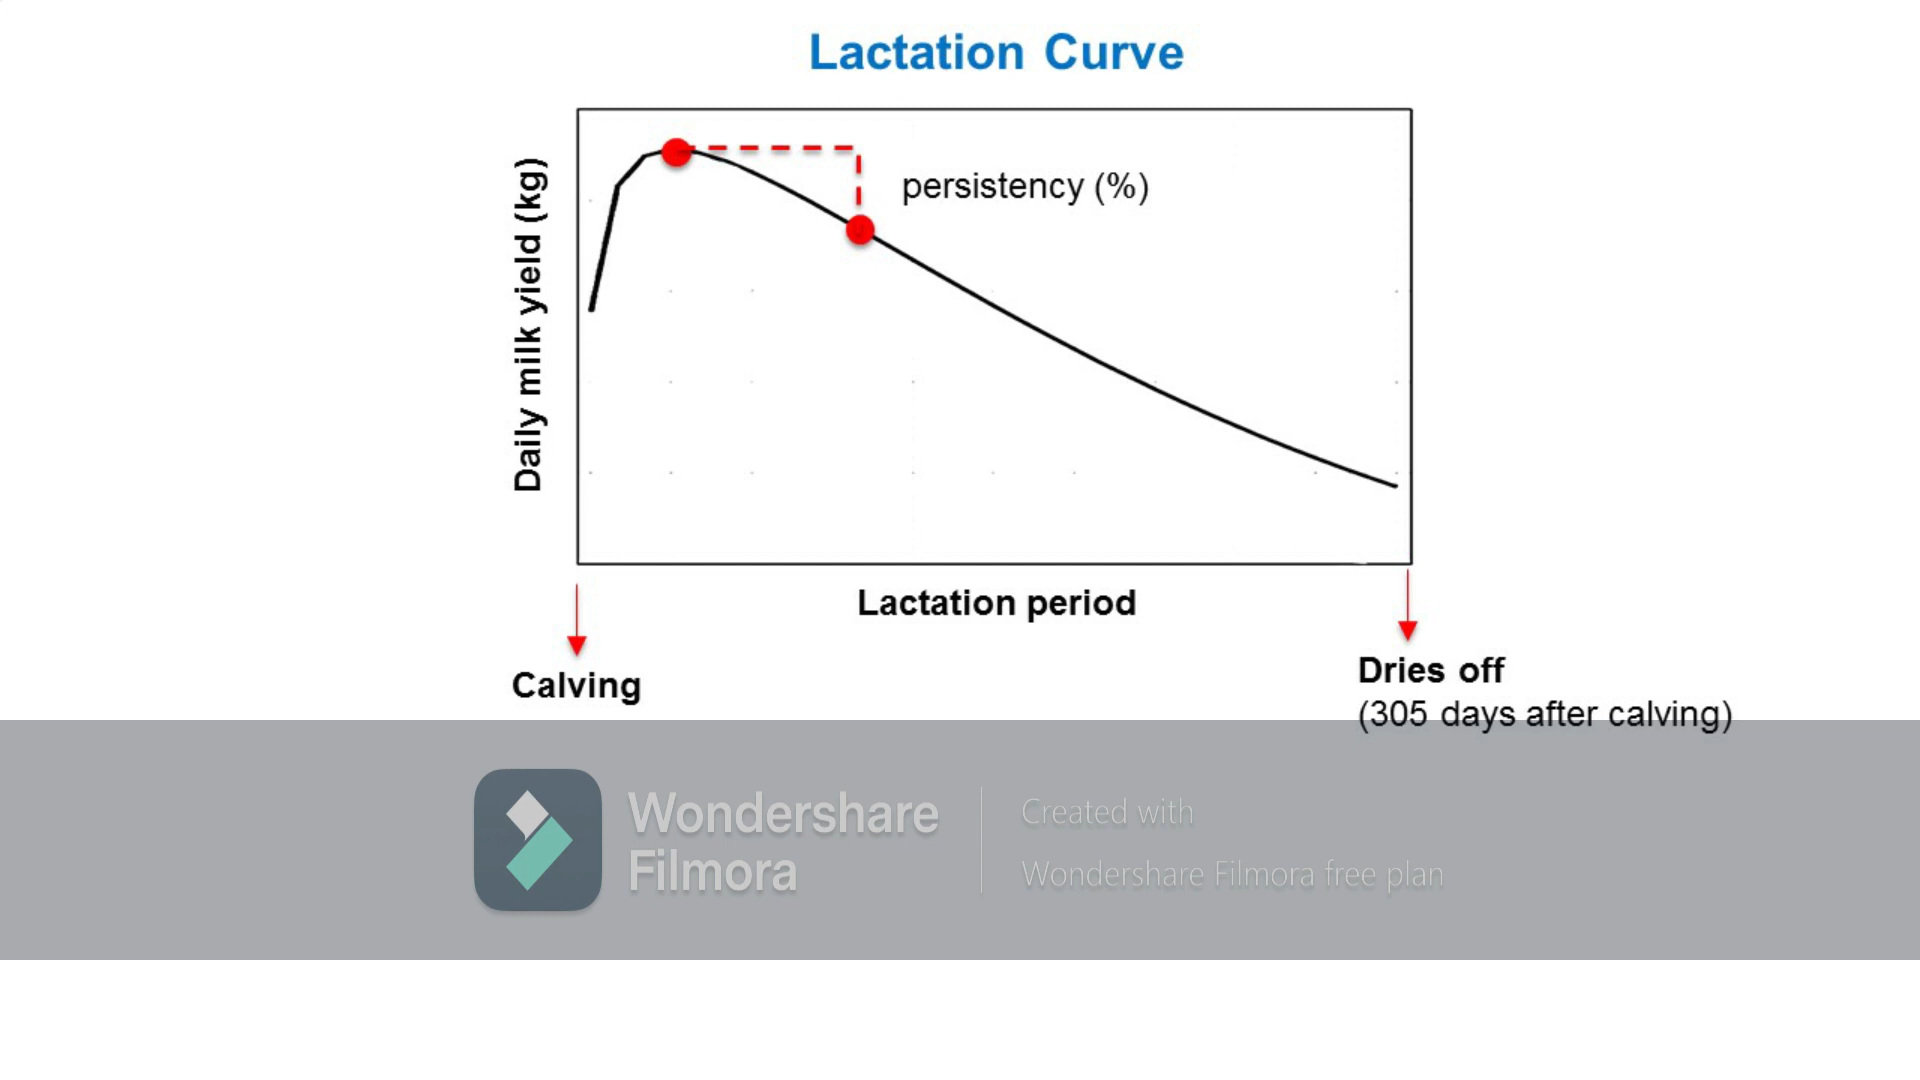 Lactation Curve
Daily milk yield (kg)
persistency (%)
Lactation period
Calving
Dries off
(305 days after calving)
Wondershare
Filmora
Created with
Wondershare Filmora free plan